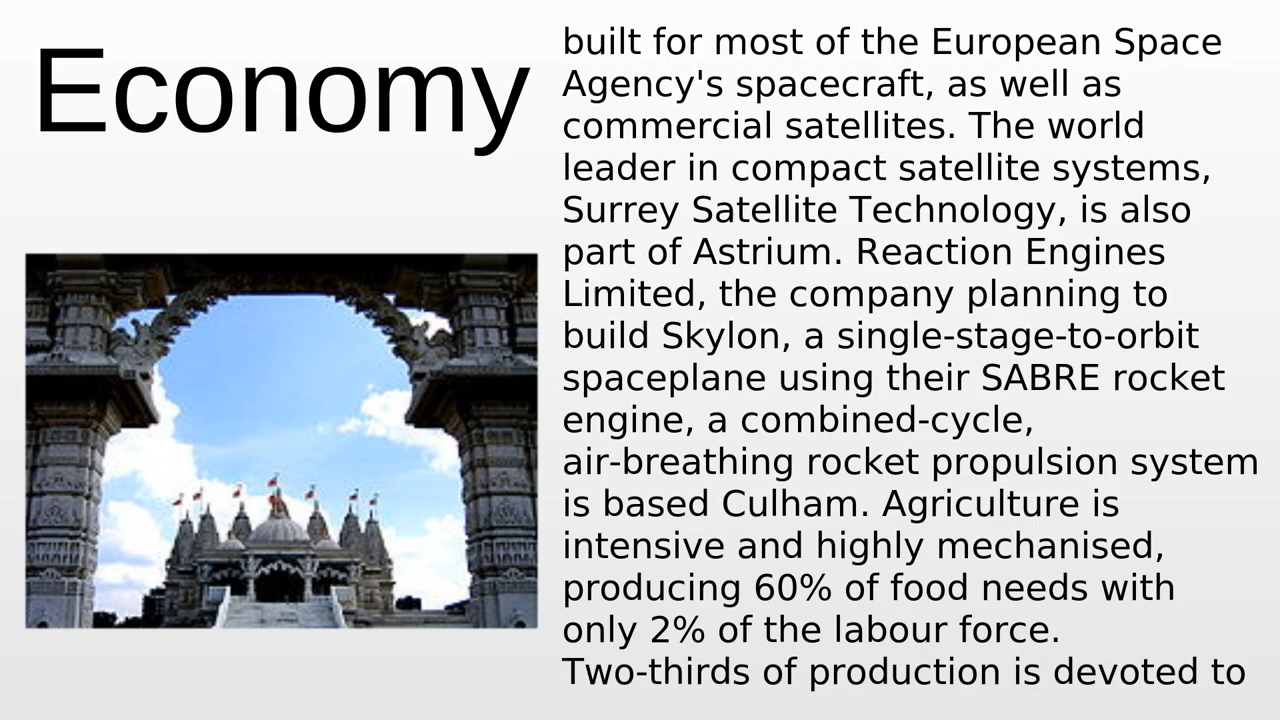 Economy
built for most of the European Space
Agency's spacecraft, as well as
commercial satellites. The world
leader in compact satellite systems,
Surrey Satellite Technology, is also
part of Astrium. Reaction Engines
Limited, the company planning to
build Skylon, a single-stage-to-orbit
spaceplane using their SABRE rocket
engine, a combined-cycle,
air-breathing rocket propulsion system
is based Culham. Agriculture is
intensive and highly mechanised,
producing 60% of food needs with
only 2% of the labour force.
Two-thirds of production is devoted to